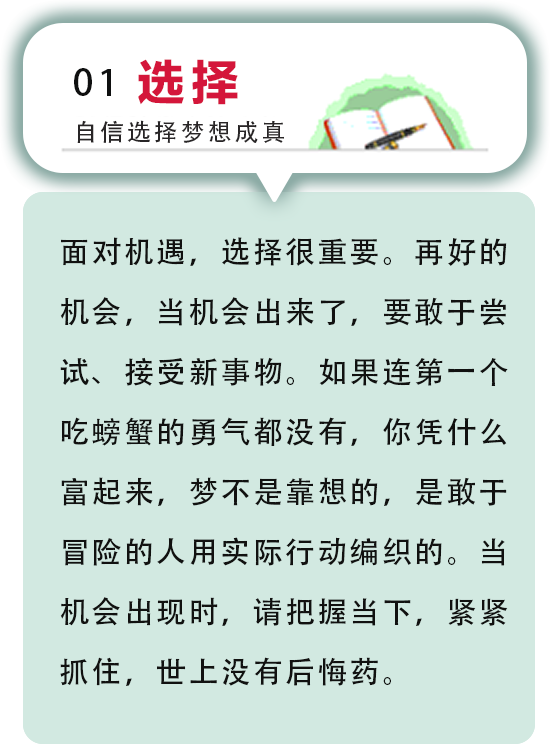 01 选择
自信选择梦想成真
面对机遇，选择很重要。再好的
机会，当机会出来了，要敢于尝
试、接受新事物。如果连第一个
吃螃蟹的勇气都没有，你凭什么
富起来，梦不是靠想的，是敢于
冒险的人用实际行动编织的。当
机会出现时，请把握当下，紧紧
抓住，世上没有后悔药。